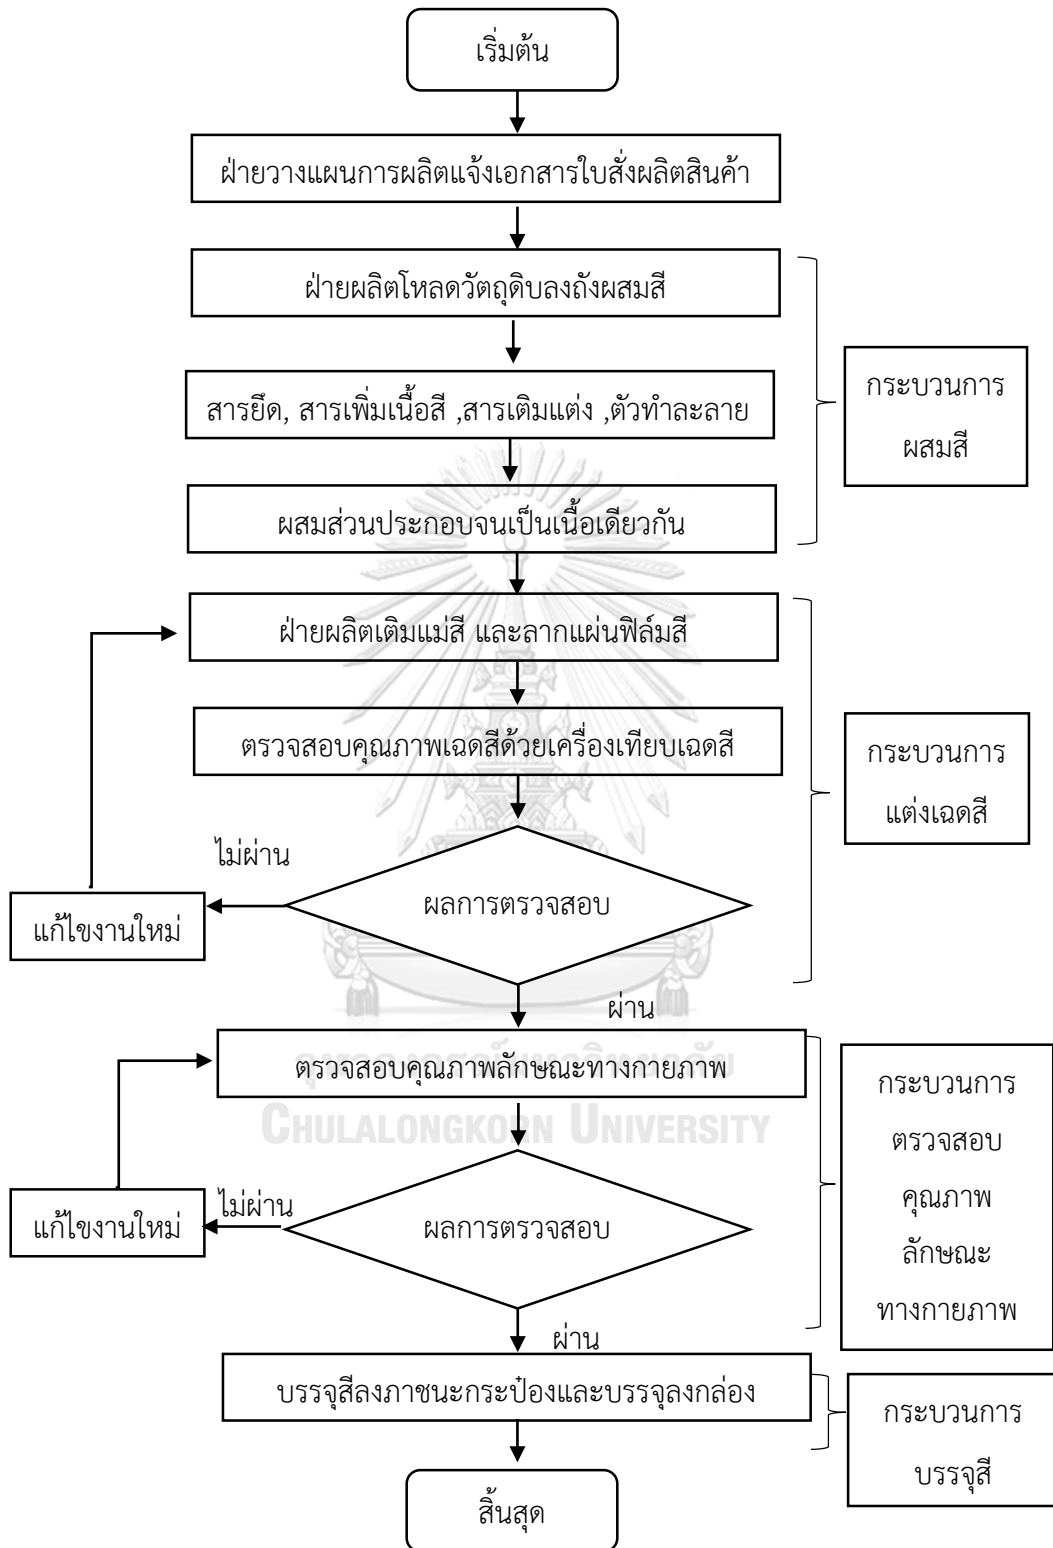 เริ่มต้น
ฝ่ายวางแผนการผลิตแจ้งเอกสารใบสั่งผลิตสินค้า
ฝ่ายผลิตโหลดวัตถุดิบลงถังผสมสี
สารยึด, สารเพิ่มเนื้อสี ,สารเติมแต่ง ,ตัวทำละลาย
ผสมส่วนประกอบจนเป็นเนื้อเดียวกัน
กระบวนการ
ผสมสี
ฝ่ายผลิตเติมแม่สี และลากแผ่นฟิล์มสี
ตรวจสอบคุณภาพเฉดสีด้วยเครื่องเทียบเฉดสี
กระบวนการ
แต่งเฉดสี
ไม่ผ่าน
ผลการตรวจสอบ
แก้ไขงานใหม่
ผ่าน
ตรวจสอบคุณภาพลักษณะทางกายภาพ
จุฬาลงกรณ์มหาวิทยาลัย
CHULALONGKORN UNIVERSITY
กระบวนการ
ตรวจสอบ
คุณภาพ
ลักษณะ
ทางกายภาพ
ไม่ผ่าน
ผลการตรวจสอบ
แก้ไขงานใหม่
ผ่าน
บรรจุสีลงภาชนะกระป๋องและบรรจุลงกล่อง
กระบวนการ
บรรจุสี
สิ้นสุด